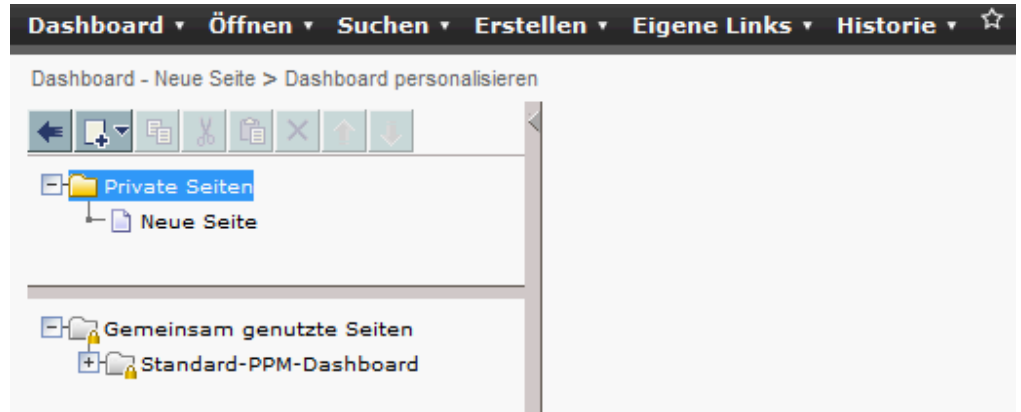 Dashboard ▾ Öffnen ▾ Suchen ▾ Erstellen ▾ Eigene Links ▾ Historie ▾
Dashboard - Neue Seite > Dashboard personalisieren
Private Seiten
Neue Seite
Gemeinsam genutzte Seiten
Standard-PPM-Dashboard